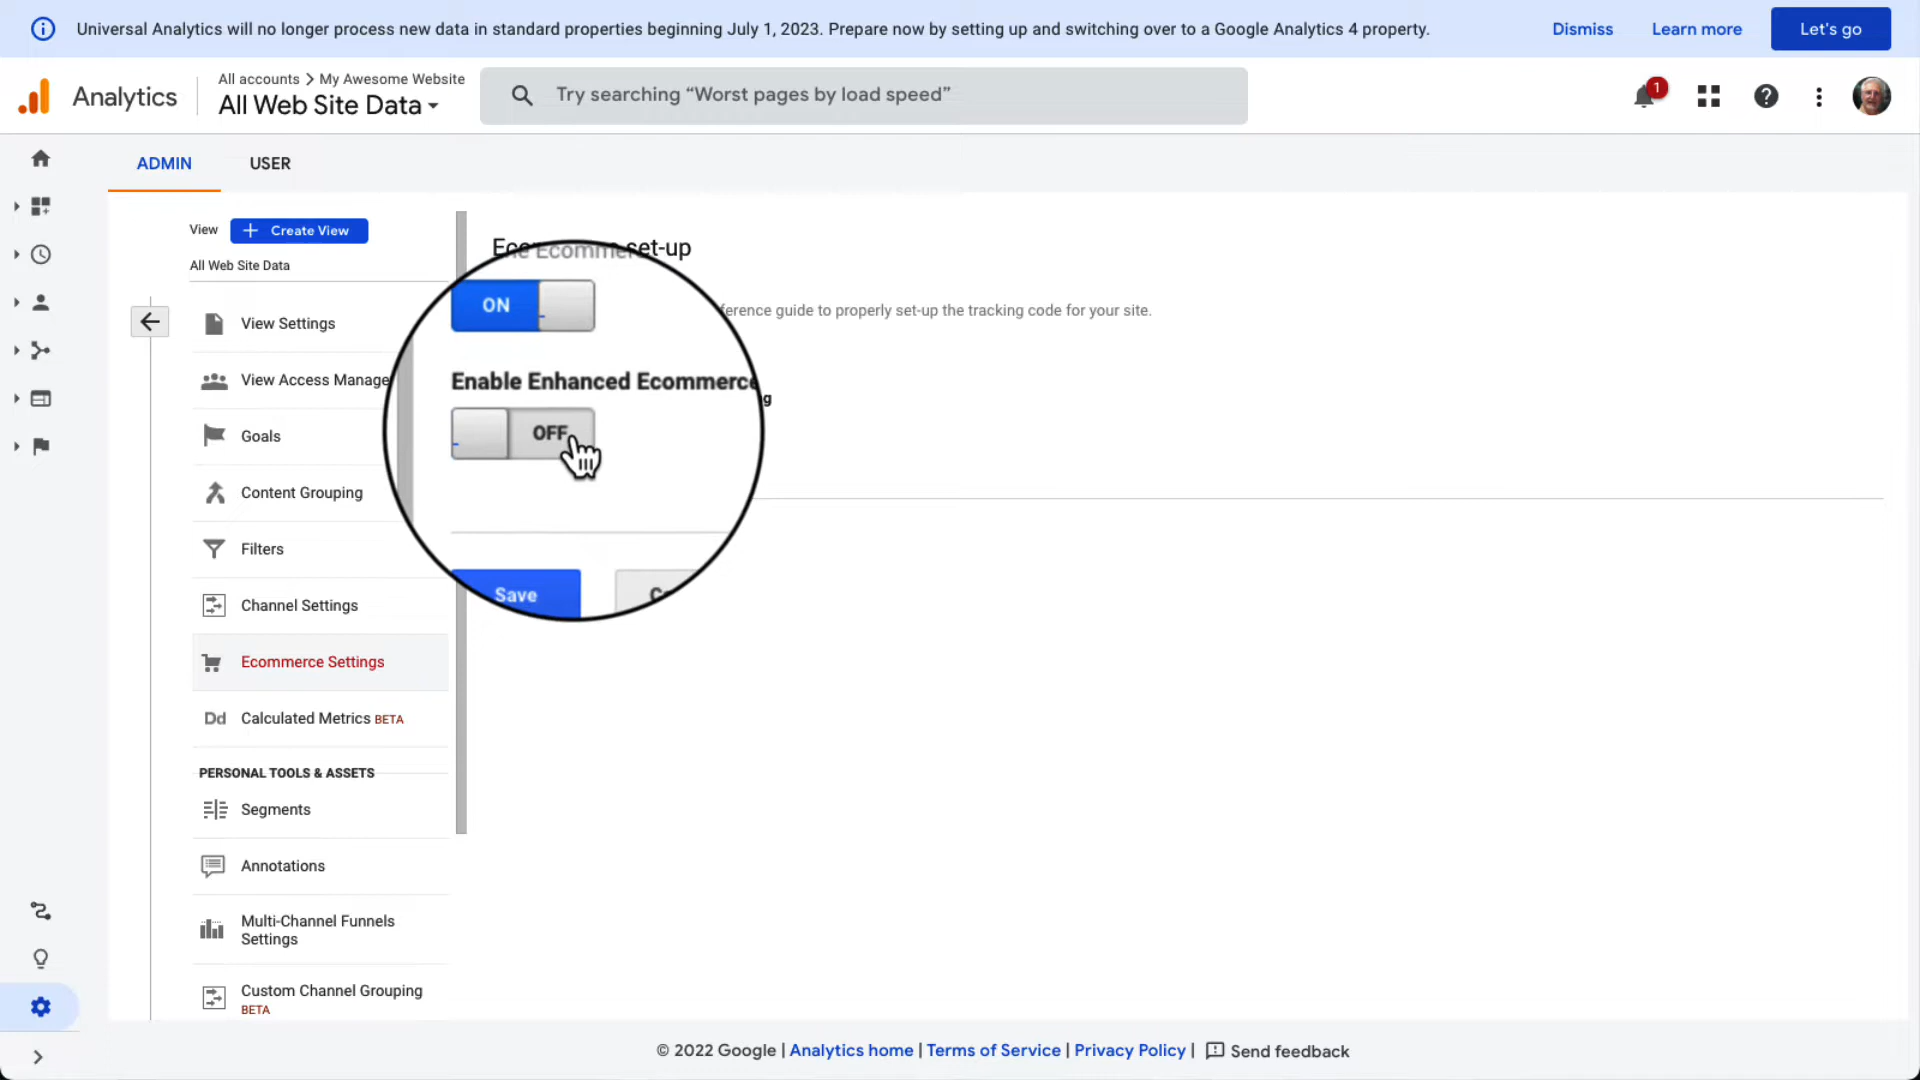 Universal Analytics will no longer process new data in standard properties beginning July 1, 2023. Prepare now by setting up and switching over to a Google Analytics 4 property.
Dismiss
Learn more
Let's go
Analytics
All accounts > My Awesome Website
All Web Site Data
Try searching “Worst pages by load speed”
1
ADMIN
USER
View
+ Create View
All Web Site Data
View Settings
View Access Manage
Goals
Content Grouping
Filters
Channel Settings
Ecommerce Settings
Dd Calculated Metrics BETA
PERSONAL TOOLS & ASSETS
Segments
Annotations
Multi-Channel Funnels
Settings
Custom Channel Grouping
BETA
set-up
ference guide to properly set-up the tracking code for your site.
ON
Enable Enhanced Ecommerce
g
OFF
Save
© 2022 Google | Analytics home | Terms of Service | Privacy Policy | Send feedback